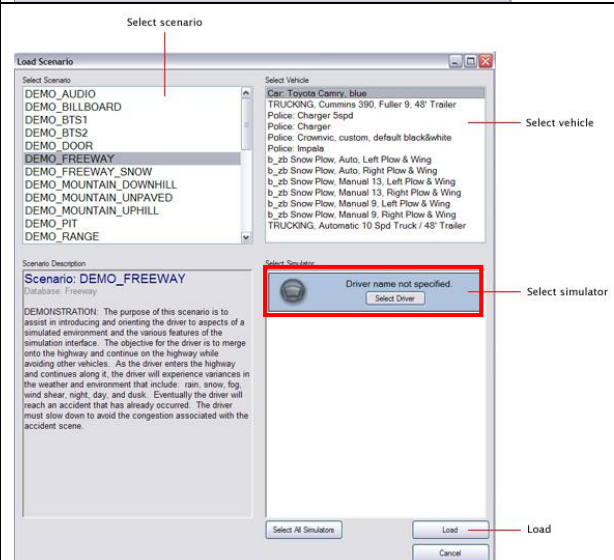 Select scenario
Load Scenario
Select Scenario
DEMO_AUDIO
DEMO_BILLBOARD
DEMO_BTS1
DEMO_BTS2
DEMO_DOOR
DEMO_FREEWAY
DEMO_FREEWAY_SNOW
DEMO_MOUNTAIN_DOWNHILL
DEMO_MOUNTAIN_UNPAVED
DEMO_MOUNTAIN_UPHILL
DEMO_PIT
DEMO_RANGE
Select Vehicle
Car: Toyota Camry, blue
TRUCKING, Cummins 390, Fuller 9, 48' Trailer
Police: Charger 5spd
Police: Charger
Police: Crownvic, custom, default black&white
Police: Impala
b_zb Snow Plow, Auto, Left Plow & Wing
b_zb Snow Plow, Auto, Right Plow & Wing
b_zb Snow Plow, Manual 13, Left Plow & Wing
b_zb Snow Plow, Manual 13, Right Plow & Wing
b_zb Snow Plow, Manual 9, Left Plow & Wing
b_zb Snow Plow, Manual 9, Right Plow & Wing
TRUCKING, Automatic 10 Spd Truck / 48' Trailer
Select vehicle
Scenario Description
Scenario: DEMO_FREEWAY
Database: Freeway
DEMONSTRATION: The purpose of this scenario is to
assist in introducing and orienting the driver to aspects of a
simulated environment and the various features of the
simulation interface. The objective for the driver is to merge
onto the highway and continue on the highway while
avoiding other vehicles. As the driver enters the highway
and continues along it, the driver will experience variances in
the weather and environment that include: rain, snow, fog,
wind shear, night, day, and dusk. Eventually the driver will
reach an accident that has already occurred. The driver
must slow down to avoid the congestion associated with the
accident scene.
Select Simulator
Driver name not specified.
Select Driver
Select simulator
Select All Simulators
Load
Load
Cancel